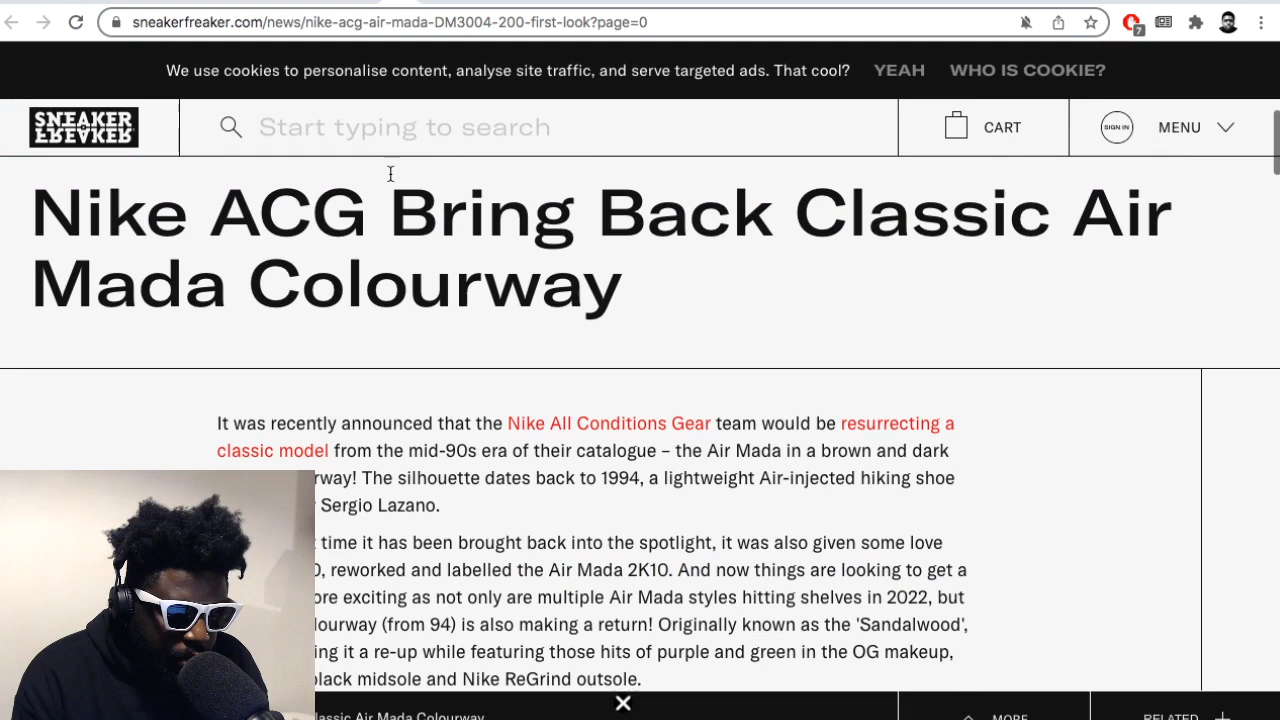 sneakerfreaker.com/news/nike-acg-air-mada-DM3004-200-first-look?page=0
7
We use cookies to personalise content, analyse site traffic, and serve targeted ads. That cool? YEAH WHO IS COOKIE?
SNEAKER
FREAKER
Start typing to search
CART
SIGN IN
MENU
Nike ACG Bring Back Classic Air
Mada Colourway
It was recently announced that the Nike All Conditions Gear team would be resurrecting a
classic model from the mid-90s era of their catalogue – the Air Mada in a brown and dark
rway! The silhouette dates back to 1994, a lightweight Air-injected hiking shoe
Sergio Lazano.
time it has been brought back into the spotlight, it was also given some love
0, reworked and labelled the Air Mada 2K10. And now things are looking to get a
ore exciting as not only are multiple Air Mada styles hitting shelves in 2022, but
lourway (from 94) is also making a return! Originally known as the 'Sandalwood',
ing it a re-up while featuring those hits of purple and green in the OG makeup,
black midsole and Nike ReGrind outsole.
lassic Air Mada Colourway
MORE
RELATED